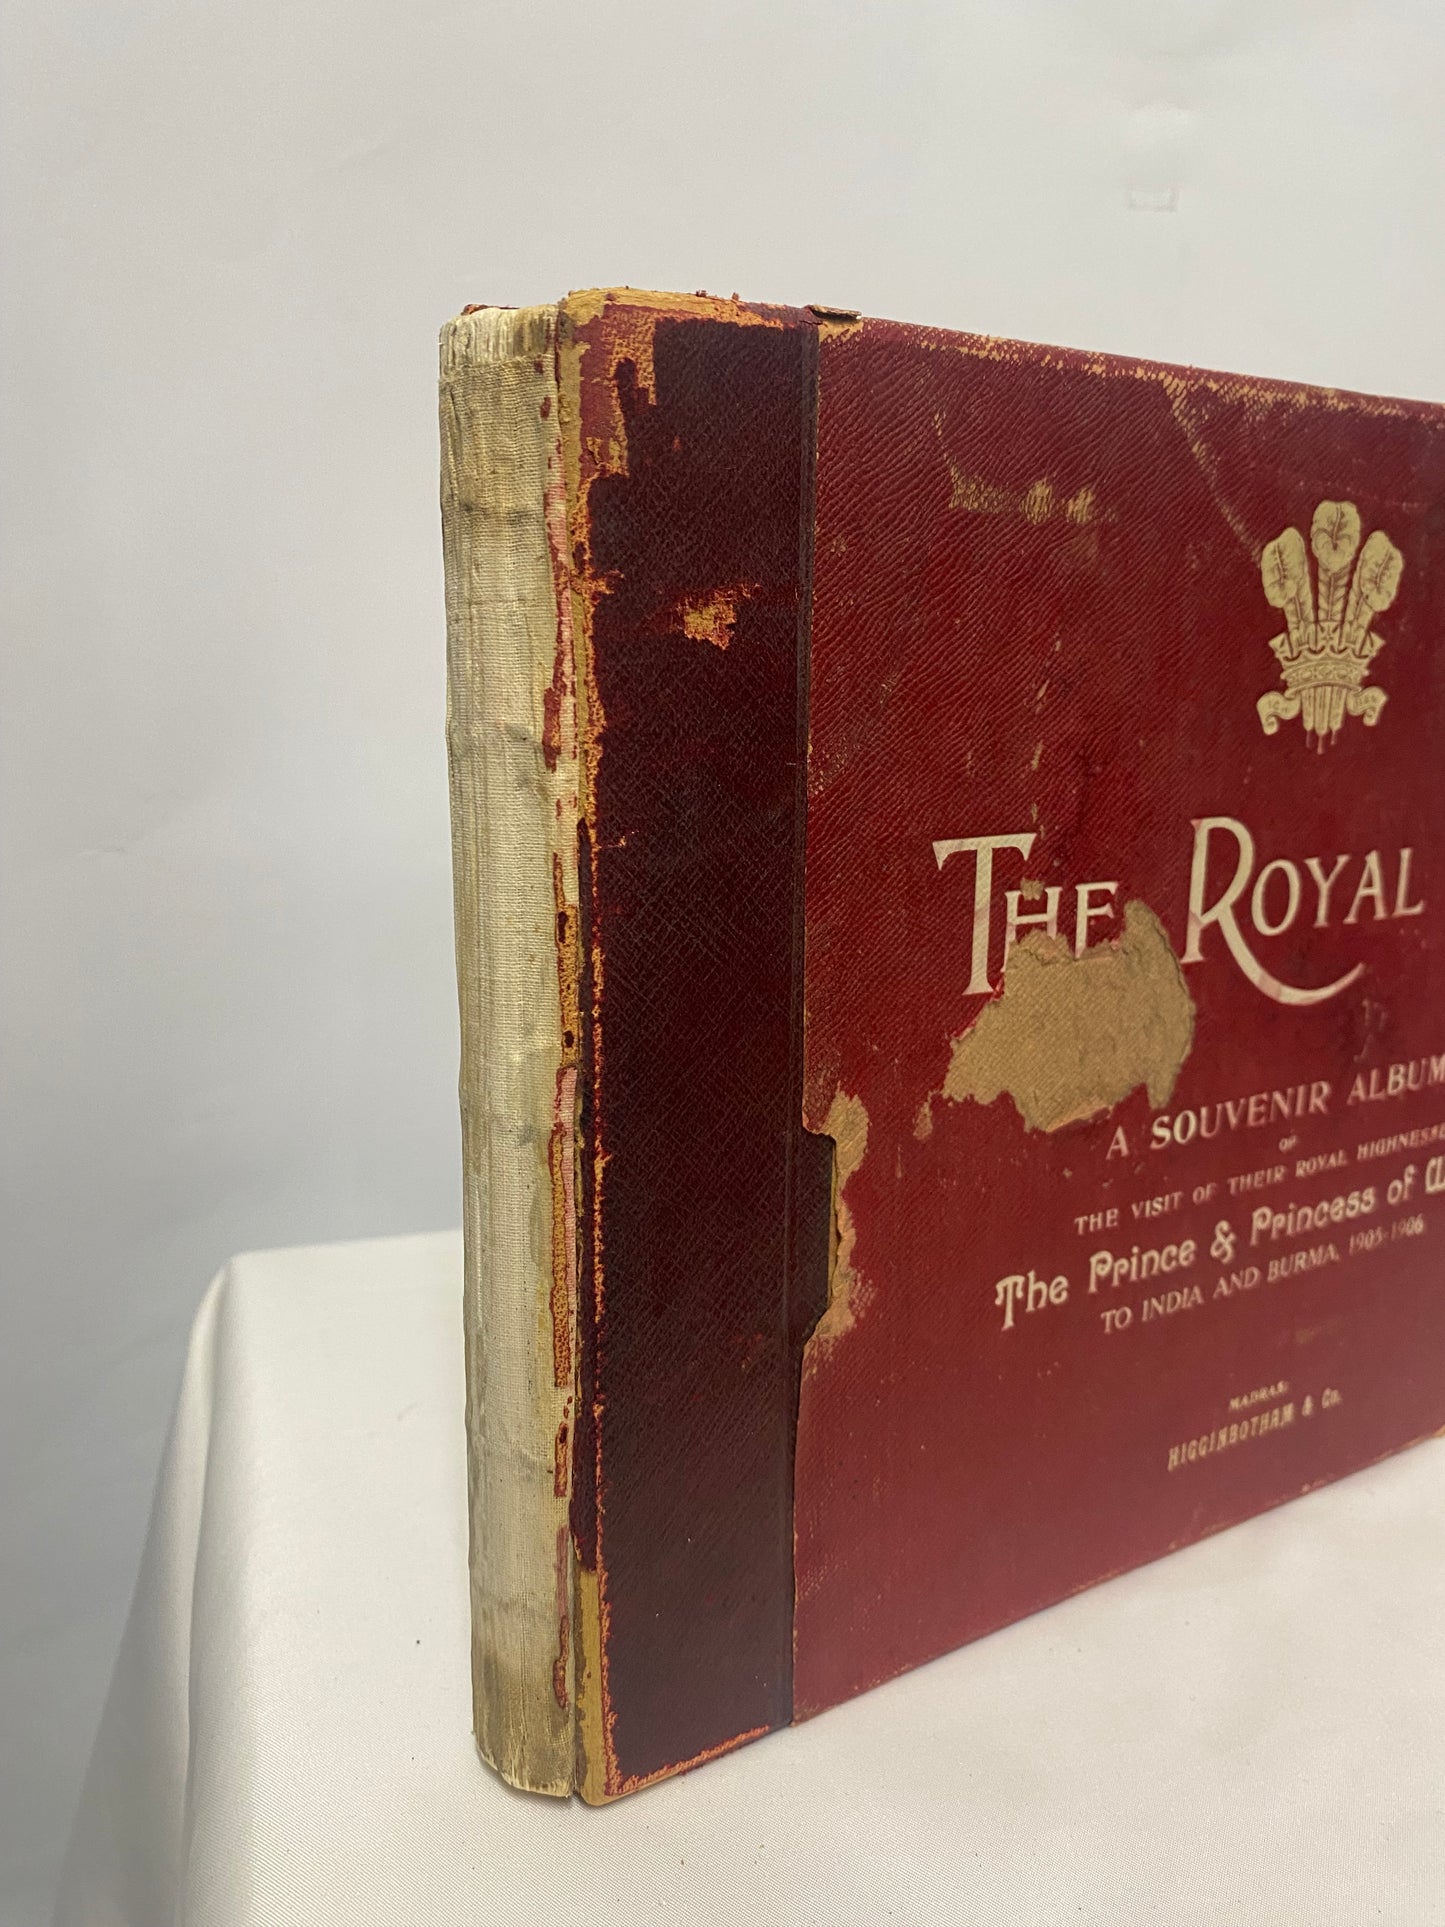 THE ROYAL
A SOUVENIR ALBUM
OF
THE VISIT OF THEIR ROYAL HIGHNESSE
The Prince & Princess of W
TO INDIA AND BURMA, 1905-1906
MADRAS:
HIGGINBOTHAM & Co.